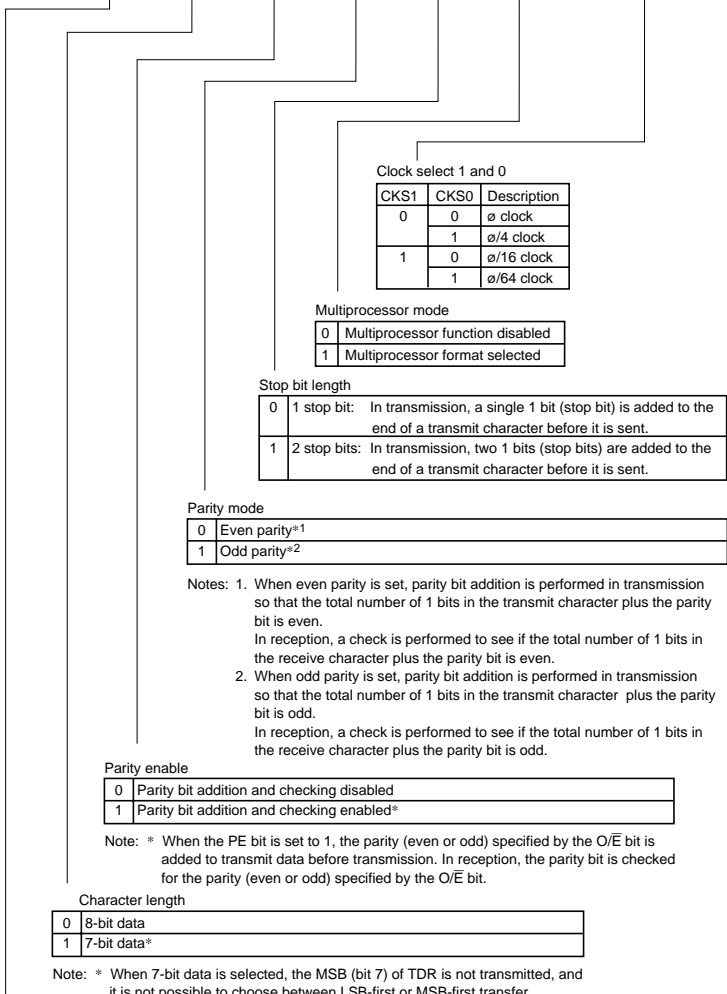 Clock select 1 and 0
CKS1 CKS0 Description
0 0 ø clock
1 ø/4 clock
1 0 ø/16 clock
1 ø/64 clock
Multiprocessor mode
0 Multiprocessor function disabled
1 Multiprocessor format selected
Stop bit length
0 1 stop bit: In transmission, a single 1 bit (stop bit) is added to the
end of a transmit character before it is sent.
1 2 stop bits: In transmission, two 1 bits (stop bits) are added to the
end of a transmit character before it is sent.
Parity mode
0 Even parity*1
1 Odd parity*2
Notes: 1. When even parity is set, parity bit addition is performed in transmission
so that the total number of 1 bits in the transmit character plus the parity
bit is even.
In reception, a check is performed to see if the total number of 1 bits in
the receive character plus the parity bit is even.
2. When odd parity is set, parity bit addition is performed in transmission
so that the total number of 1 bits in the transmit character plus the parity
bit is odd.
In reception, a check is performed to see if the total number of 1 bits in
the receive character plus the parity bit is odd.
Parity enable
0 Parity bit addition and checking disabled
1 Parity bit addition and checking enabled*
Note: * When the PE bit is set to 1, the parity (even or odd) specified by the O/E̅ bit is
added to transmit data before transmission. In reception, the parity bit is checked
for the parity (even or odd) specified by the O/E̅ bit.
Character length
0 8-bit data
1 7-bit data*
Note: * When 7-bit data is selected, the MSB (bit 7) of TDR is not transmitted, and
it is not possible to choose between LSB-first or MSB-first transfer.